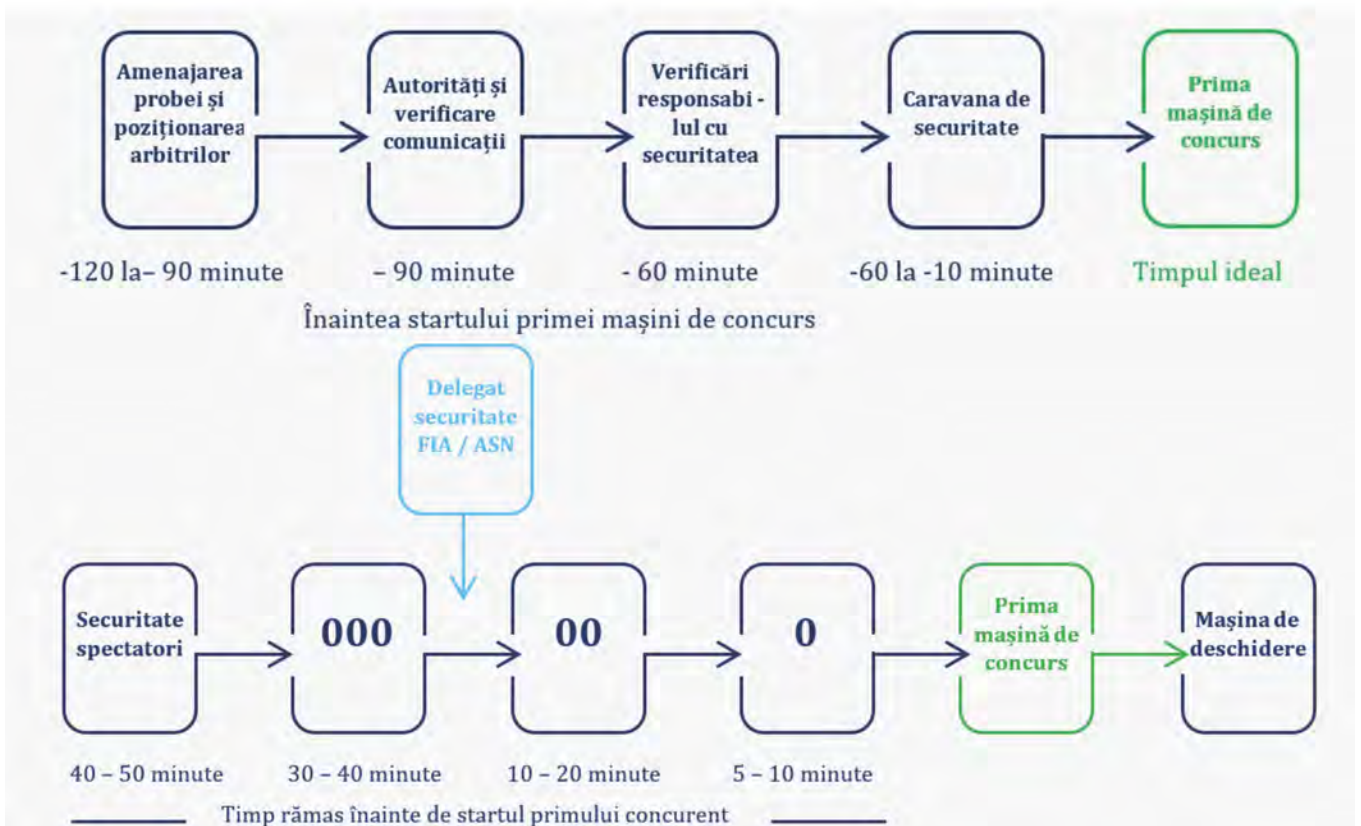 Amenajarea
probei și
poziționarea
arbitrilor
Autorități și
verificare
comunicații
Verificări
responsabi -
lul cu
securitatea
Caravana de
securitate
Prima
mașină de
concurs
-120 la– 90 minute
– 90 minute
- 60 minute
-60 la -10 minute
Timpul ideal
Înaintea startului primei mașini de concurs
Delegat
securitate
FIA / ASN
Securitate
spectatori
000
00
0
Prima
mașină de
concurs
Mașina de
deschidere
40 – 50 minute
30 – 40 minute
10 – 20 minute
5 – 10 minute
Timp rămas înainte de startul primului concurent